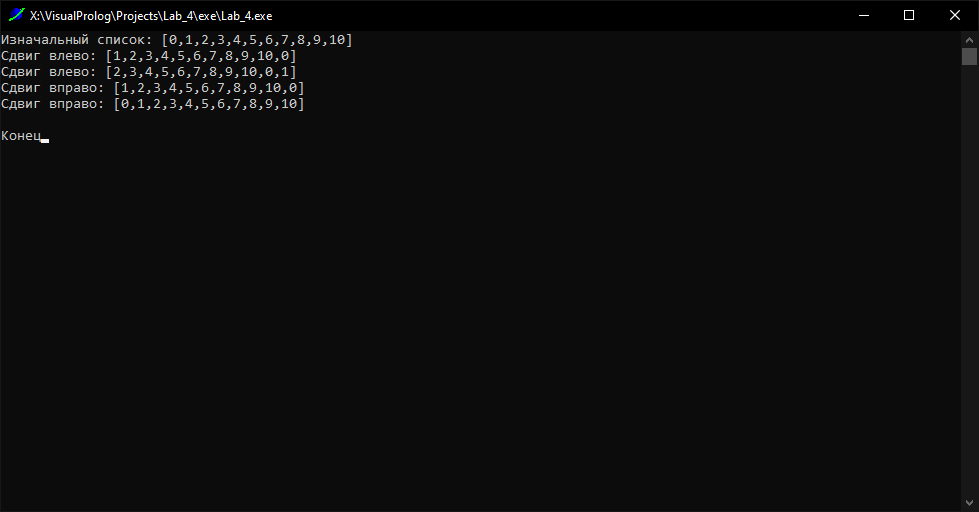 X:\VisualProlog\Projects\Lab_4\exe\Lab_4.exe
Изначальный список: [0,1,2,3,4,5,6,7,8,9,10]
Сдвиг влево: [1,2,3,4,5,6,7,8,9,10,0]
Сдвиг влево: [2,3,4,5,6,7,8,9,10,0,1]
Сдвиг вправо: [1,2,3,4,5,6,7,8,9,10,0]
Сдвиг вправо: [0,1,2,3,4,5,6,7,8,9,10]
Конец